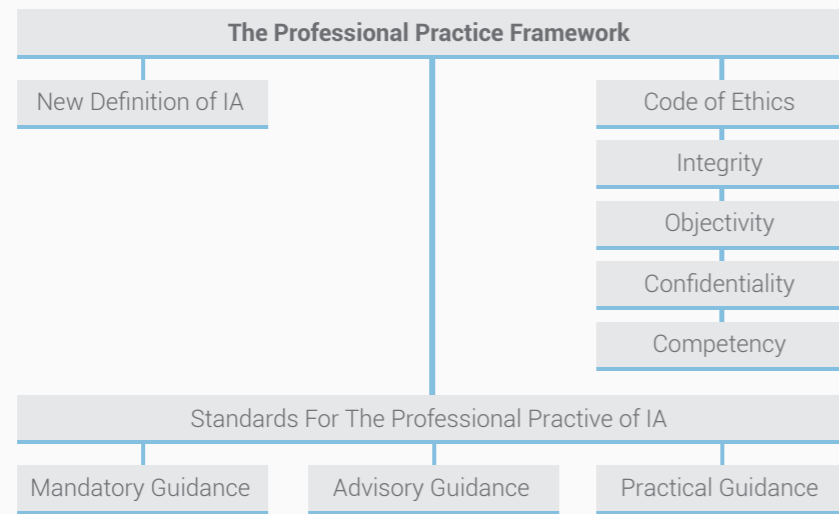 The Professional Practice Framework
New Definition of IA
Code of Ethics
Integrity
Objectivity
Confidentiality
Competency
Standards For The Professional Practive of IA
Mandatory Guidance
Advisory Guidance
Practical Guidance